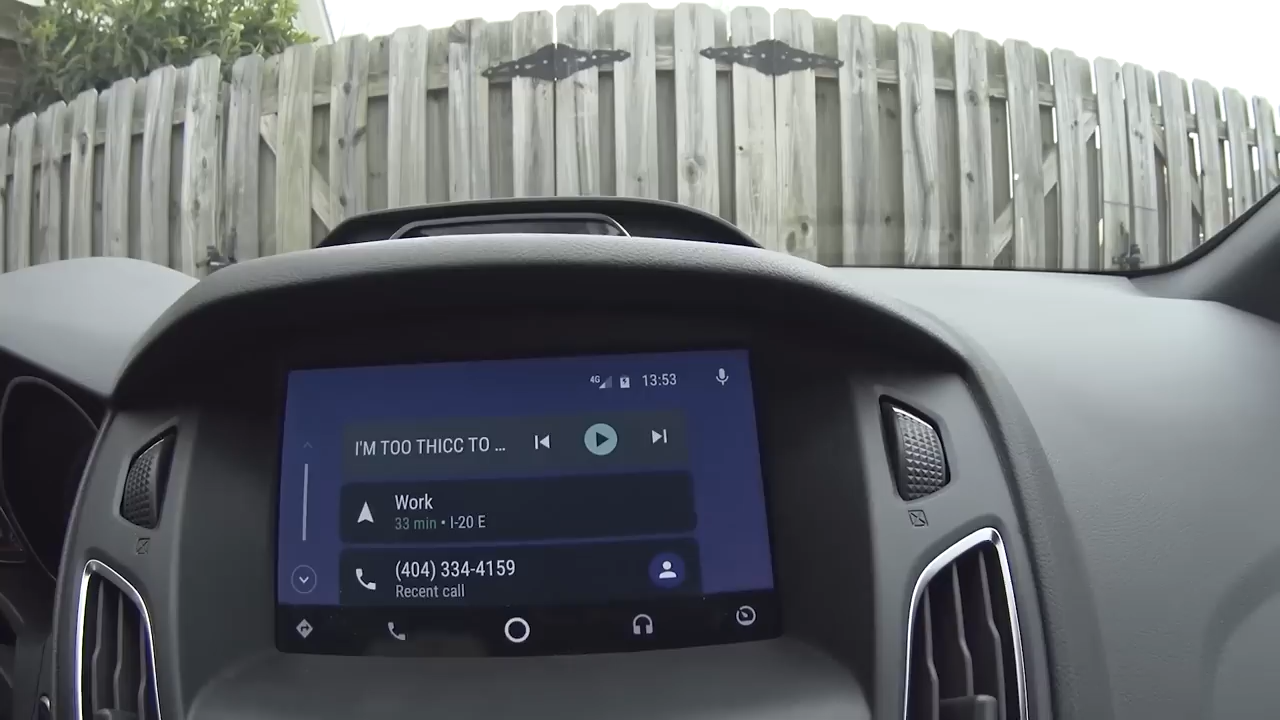 4G 13:53
I'M TOO THICC TO ...
Work
33 min • I-20 E
(404) 334-4159
Recent call